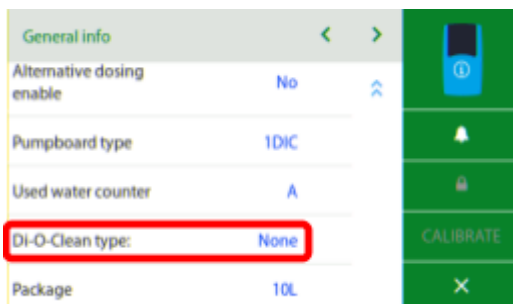 General info
Alternative dosing
enable
No
Pumpboard type 1DIC
Used water counter A
Di-O-Clean type: None
Package 10L
CALIBRATE